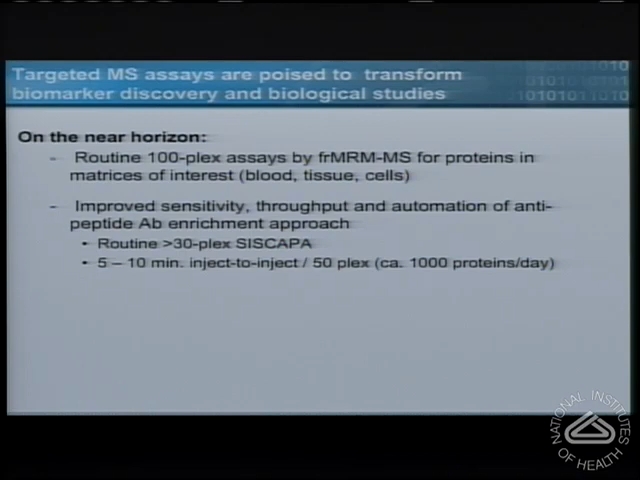 Targeted MS assays are poised to transform
biomarker discovery and biological studies
On the near horizon:
- Routine 100-plex assays by frMRM-MS for proteins in
matrices of interest (blood, tissue, cells)
- Improved sensitivity, throughput and automation of anti-
peptide Ab enrichment approach
• Routine >30-plex SISCAPA
• 5 – 10 min. inject-to-inject / 50 plex (ca. 1000 proteins/day)
NATIONAL INSTITUTES
OF HEALTH